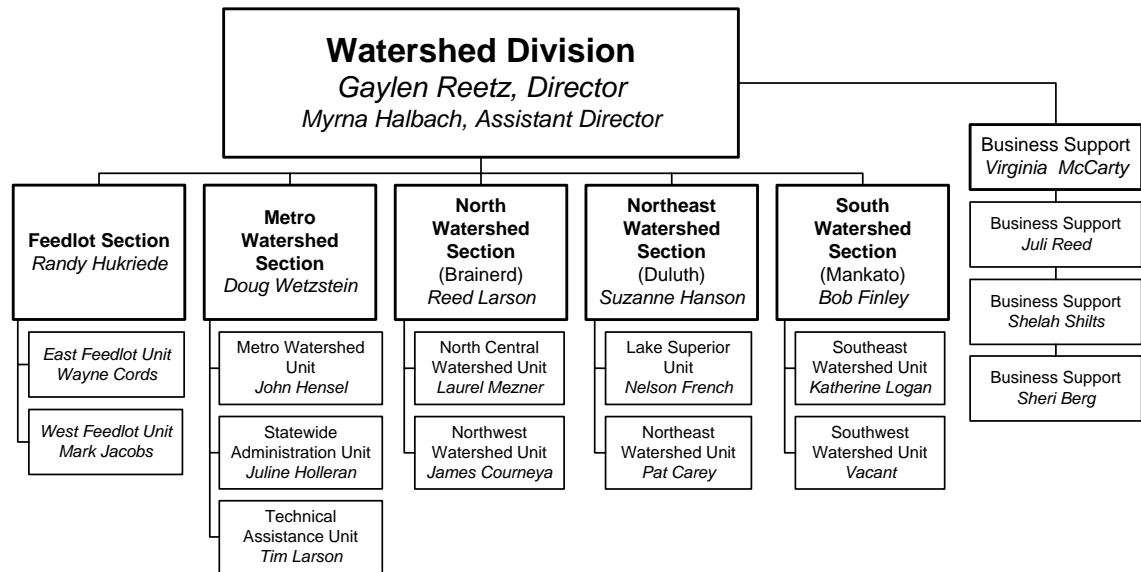 Watershed Division
Gaylen Reetz, Director
Myrna Halbach, Assistant Director
Business Support
Virginia McCarty
Business Support
Juli Reed
Business Support
Shelah Shilts
Business Support
Sheri Berg
Feedlot Section
Randy Hukriede
East Feedlot Unit
Wayne Cords
West Feedlot Unit
Mark Jacobs
Metro
Watershed
Section
Doug Wetzstein
Metro Watershed
Unit
John Hensel
Statewide
Administration Unit
Juline Holleran
Technical
Assistance Unit
Tim Larson
North
Watershed
Section
(Brainerd)
Reed Larson
North Central
Watershed Unit
Laurel Mezner
Northwest
Watershed Unit
James Courneya
Northeast
Watershed
Section
(Duluth)
Suzanne Hanson
Lake Superior
Unit
Nelson French
Northeast
Watershed Unit
Pat Carey
South
Watershed
Section
(Mankato)
Bob Finley
Southeast
Watershed Unit
Katherine Logan
Southwest
Watershed Unit
Vacant